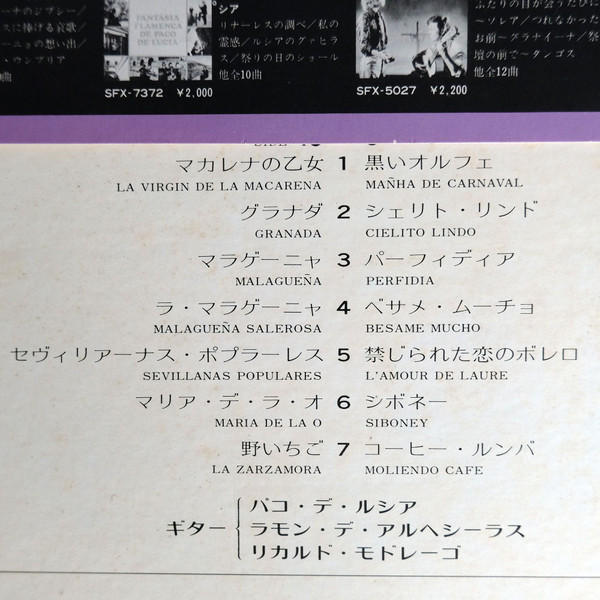 ーナのジプシー/
スに捧げる哀歌/
ーニョの想い出
・ウンブリア
FANTASIA
FLAMENCA
DE PACO
DE LUCIA
SFX-7372 ¥2,000
シア
リナーレスの調べ/私の
霊感/ルシアのグァヒラ
ス/祭りの日のショール
他全10曲
SFX-5027 ¥2,200
ふたりの目が会うたびに
〜ソレア/つれなかった
お前〜グラナイーナ/祭
壇の前で〜タンゴス
他全12曲
マカレナの乙女 1 黒いオルフェ
LA VIRGIN DE LA MACARENA MAÑHA DE CARNAVAL
グラナダ 2 シェリト・リンド
GRANADA CIELITO LINDO
マラゲーニャ 3 パーフィディア
MALAGUEÑA PERFIDIA
ラ・マラゲーニャ 4 ベサメ・ムーチョ
MALAGUEÑA SALEROSA BESAME MUCHO
セヴィリアーナス・ポプラーレス 5 禁じられた恋のボレロ
SEVILLANAS POPULARES L'AMOUR DE LAURE
マリア・デ・ラ・オ 6 シボネー
MARIA DE LA O SIBONEY
野いちご 7 コーヒー・ルンバ
LA ZARZAMORA MOLIENDO CAFE
ギター
パコ・デ・ルシア
ラモン・デ・アルヘシーラス
リカルド・モドレーゴ